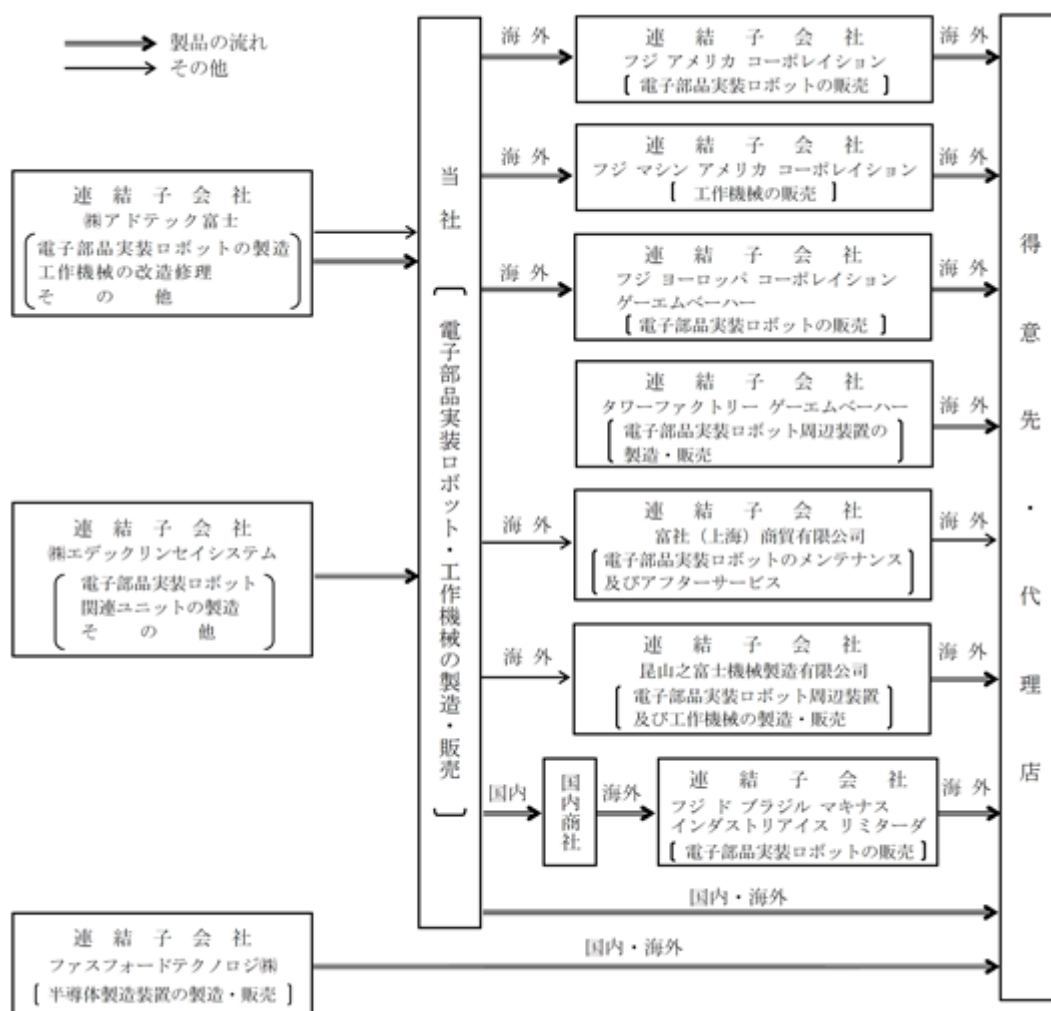 製品の流れ
その他
連結子会社
㈱アドテック富士
電子部品実装ロボットの製造
工作機械の改造修理
その他
連結子会社
㈱エデックリンセイシステム
電子部品実装ロボット
関連ユニットの製造
その他
連結子会社
ファスフォードテクノロジ㈱
[半導体製造装置の製造・販売]
当社
電子部品実装ロボット・工作機械の製造・販売
海外
連結子会社
フジ アメリカ コーポレイション
[電子部品実装ロボットの販売]
海外
海外
連結子会社
フジ マシン アメリカ コーポレイション
[工作機械の販売]
海外
海外
連結子会社
フジ ヨーロッパ コーポレイション
ゲーエムベーハー
[電子部品実装ロボットの販売]
海外
連結子会社
タワーファクトリー ゲーエムベーハー
電子部品実装ロボット周辺装置の
製造・販売
海外
海外
連結子会社
富社（上海）商貿有限公司
電子部品実装ロボットのメンテナンス
及びアフターサービス
海外
海外
連結子会社
昆山之富士機械製造有限公司
電子部品実装ロボット周辺装置
及び工作機械の製造・販売
海外
国内
国内商社
海外
連結子会社
フジ ド ブラジル マキナス
インダストリアイス リミターダ
[電子部品実装ロボットの販売]
海外
国内・海外
国内・海外
得意先・代理店